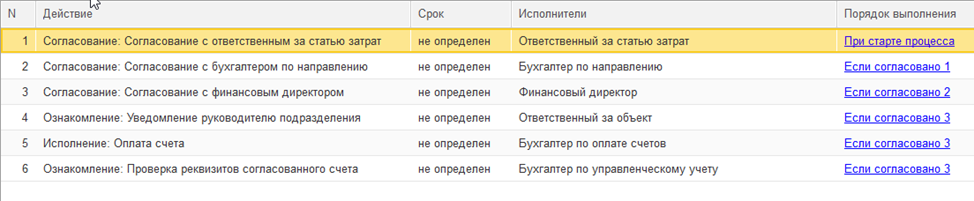 N Действие Срок Исполнители Порядок выполнения
1 Согласование: Согласование с ответственным за статью затрат не определен Ответственный за статью затрат При старте процесса
2 Согласование: Согласование с бухгалтером по направлению не определен Бухгалтер по направлению Если согласовано 1
3 Согласование: Согласование с финансовым директором не определен Финансовый директор Если согласовано 2
4 Ознакомление: Уведомление руководителю подразделения не определен Ответственный за объект Если согласовано 3
5 Исполнение: Оплата счета не определен Бухгалтер по оплате счетов Если согласовано 3
6 Ознакомление: Проверка реквизитов согласованного счета не определен Бухгалтер по управленческому учету Если согласовано 3